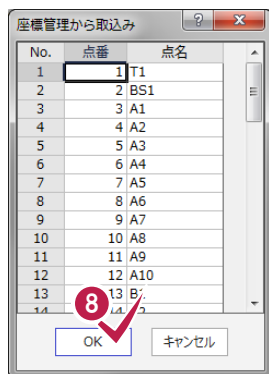 座標管理から取込み
No. 点番 点名
1 1 T1
2 2 BS1
3 3 A1
4 4 A2
5 5 A3
6 6 A4
7 7 A5
8 8 A6
9 9 A7
10 10 A8
11 11 A9
12 12 A10
13 13
14
8
OK キャンセル